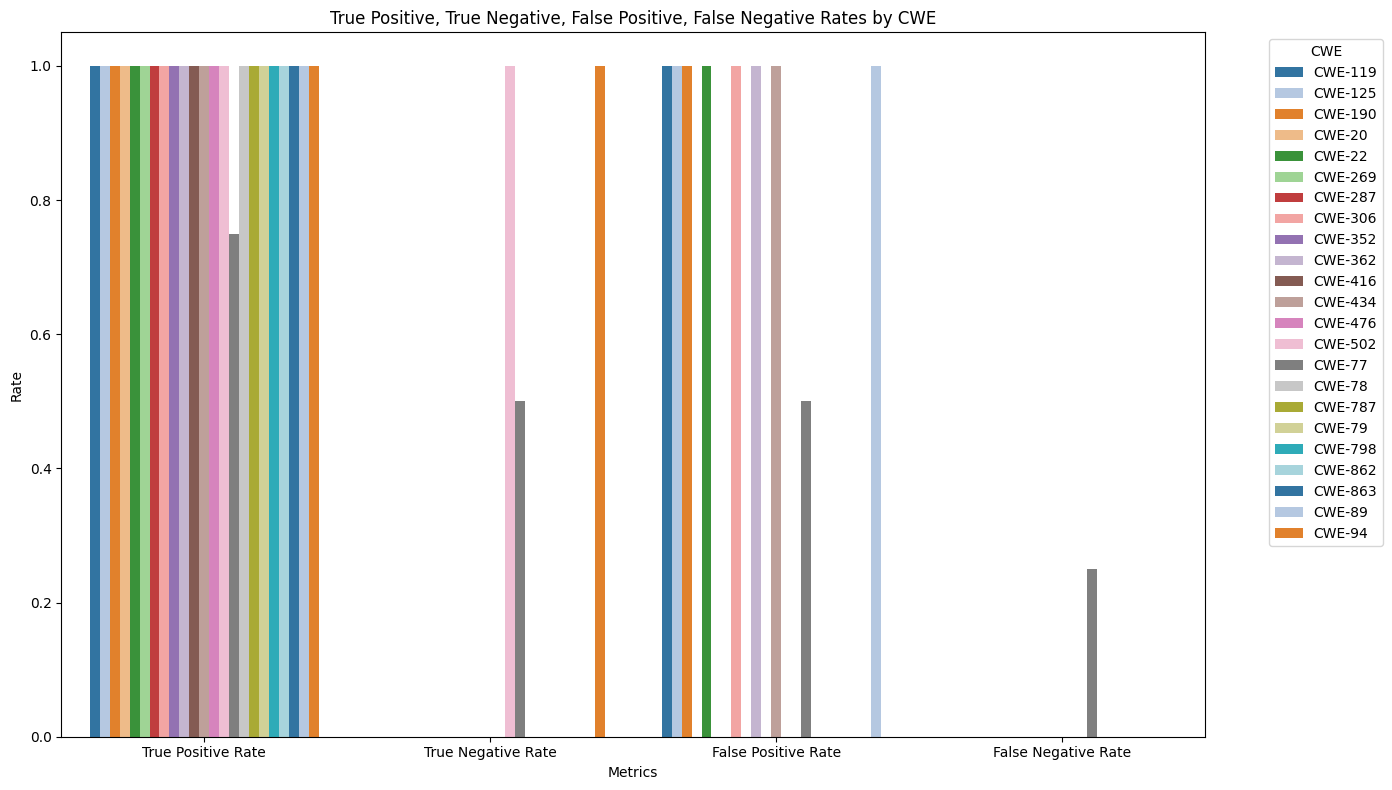 True Positive, True Negative, False Positive, False Negative Rates by CWE
1.0
0.8
0.6
0.4
0.2
0.0
Rate
True Positive Rate
True Negative Rate
False Positive Rate
False Negative Rate
Metrics
CWE
CWE-119
CWE-125
CWE-190
CWE-20
CWE-22
CWE-269
CWE-287
CWE-306
CWE-352
CWE-362
CWE-416
CWE-434
CWE-476
CWE-502
CWE-77
CWE-78
CWE-787
CWE-79
CWE-798
CWE-862
CWE-863
CWE-89
CWE-94